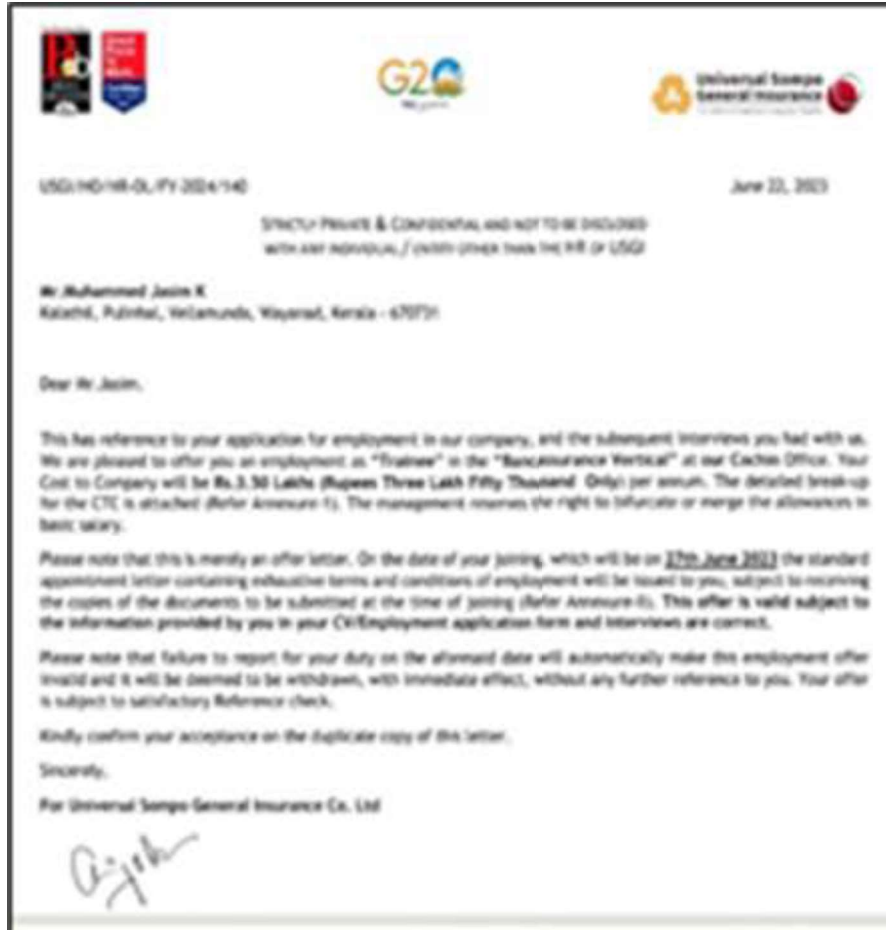 G20
Universal Sompo
General Insurance
USGI/HO/HR-OL/FY-2024/140
June 22, 2023
STRICTLY PRIVATE & CONFIDENTIAL AND NOT TO BE DISCLOSED
WITH ANY INDIVIDUAL / ENTITY OTHER THAN THE HR OF USGI
Mr.Muhammed Jasim K
Kalathil, Pulinhal, Vellamunda, Wayanad, Kerala - 670731
Dear Mr.Jasim,
This has reference to your application for employment in our company, and the subsequent interviews you had with us.
We are pleased to offer you an employment as "Trainee" in the "Bancassurance Vertical" at our Cochin Office. Your
Cost to Company will be Rs.3.50 Lakhs (Rupees Three Lakh Fifty Thousand Only) per annum. The detailed break-up
for the CTC is attached (Refer Annexure-I). The management reserves the right to bifurcate or merge the allowances in
basic salary.
Please note that this is merely an offer letter. On the date of your joining, which will be on 27th June 2023 the standard
appointment letter containing exhaustive terms and conditions of employment will be issued to you, subject to receiving
the copies of the documents to be submitted at the time of joining (Refer Annexure-II). This offer is valid subject to
the information provided by you in your CV/Employment application form and interviews are correct.
Please note that failure to report for your duty on the aforesaid date will automatically make this employment offer
invalid and it will be deemed to be withdrawn, with immediate effect, without any further reference to you. Your offer
is subject to satisfactory Reference check.
Kindly confirm your acceptance on the duplicate copy of this letter.
Sincerely,
For Universal Sompo General Insurance Co. Ltd